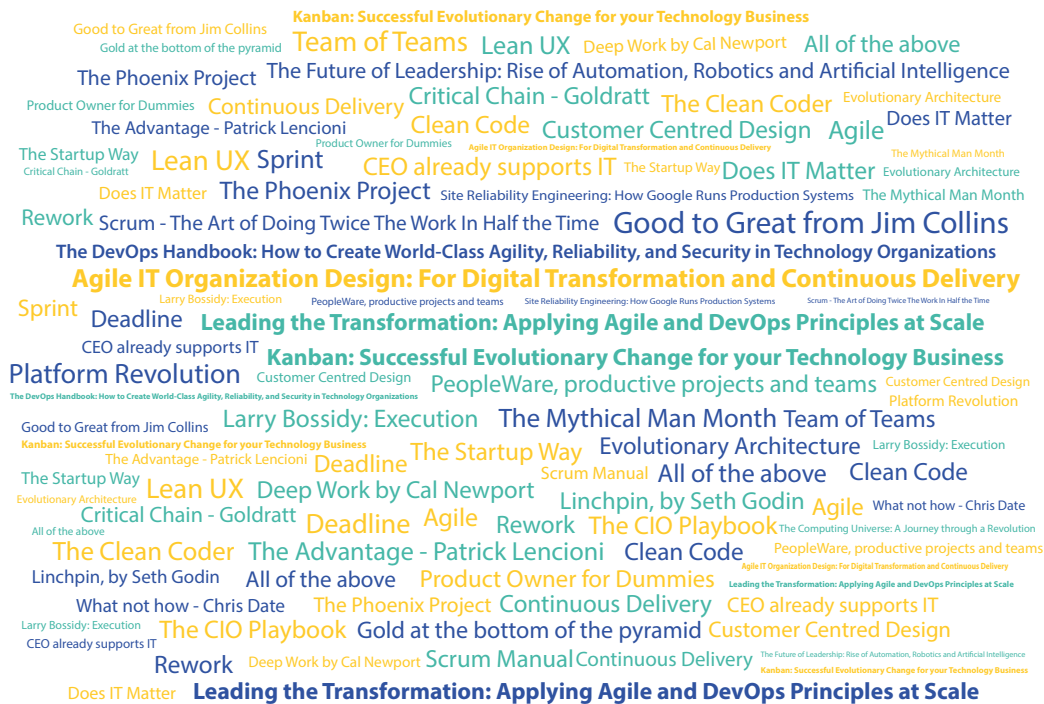 Kanban: Successful Evolutionary Change for your Technology Business
Good to Great from Jim Collins
Gold at the bottom of the pyramid Team of Teams Lean UX Deep Work by Cal Newport All of the above
The Phoenix Project The Future of Leadership: Rise of Automation, Robotics and Artificial Intelligence
Product Owner for Dummies Continuous Delivery Critical Chain - Goldratt The Clean Coder Evolutionary Architecture
The Advantage - Patrick Lencioni Clean Code Customer Centred Design Agile Does IT Matter
Product Owner for Dummies Agile IT Organization Design: For Digital Transformation and Continuous Delivery
The Startup Way Lean UX Sprint CEO already supports IT The Startup Way Does IT Matter The Mythical Man Month
Critical Chain - Goldratt Evolutionary Architecture
Does IT Matter The Phoenix Project Site Reliability Engineering: How Google Runs Production Systems The Mythical Man Month
Rework Scrum - The Art of Doing Twice The Work In Half the Time Good to Great from Jim Collins
The DevOps Handbook: How to Create World-Class Agility, Reliability, and Security in Technology Organizations
Agile IT Organization Design: For Digital Transformation and Continuous Delivery
Sprint Larry Bossidy: Execution PeopleWare, productive projects and teams Site Reliability Engineering: How Google Runs Production Systems Scrum - The Art of Doing Twice The Work In Half the Time
Deadline Leading the Transformation: Applying Agile and DevOps Principles at Scale
CEO already supports IT Kanban: Successful Evolutionary Change for your Technology Business
Platform Revolution Customer Centred Design PeopleWare, productive projects and teams Customer Centred Design
The DevOps Handbook: How to Create World-Class Agility, Reliability, and Security in Technology Organizations Platform Revolution
Good to Great from Jim Collins Larry Bossidy: Execution The Mythical Man Month Team of Teams
Kanban: Successful Evolutionary Change for your Technology Business The Startup Way Evolutionary Architecture Larry Bossidy: Execution
The Advantage - Patrick Lencioni Deadline
The Startup Way Scrum Manual All of the above Clean Code
Evolutionary Architecture Lean UX Deep Work by Cal Newport Linchpin, by Seth Godin Agile What not how - Chris Date
Critical Chain - Goldratt Deadline Agile
All of the above Rework The CIO Playbook The Computing Universe: A Journey through a Revolution
The Clean Coder The Advantage - Patrick Lencioni Clean Code PeopleWare, productive projects and teams
Agile IT Organization Design: For Digital Transformation and Continuous Delivery
Linchpin, by Seth Godin All of the above Product Owner for Dummies Leading the Transformation: Applying Agile and DevOps Principles at Scale
What not how - Chris Date The Phoenix Project Continuous Delivery CEO already supports IT
Larry Bossidy: Execution The CIO Playbook Gold at the bottom of the pyramid Customer Centred Design
CEO already supports IT
Rework Deep Work by Cal Newport Scrum Manual Continuous Delivery The Future of Leadership: Rise of Automation, Robotics and Artificial Intelligence
Kanban: Successful Evolutionary Change for your Technology Business
Does IT Matter Leading the Transformation: Applying Agile and DevOps Principles at Scale